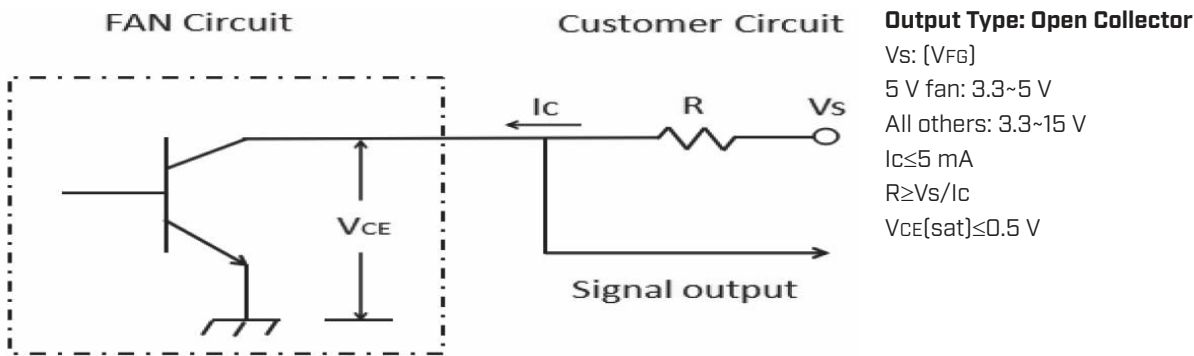 FAN Circuit
Customer Circuit
Ic
R
Vs
VCE
Signal output
Output Type: Open Collector
Vs: (VFG)
5 V fan: 3.3~5 V
All others: 3.3~15 V
Ic≤5 mA
R≥Vs/Ic
VCE(sat)≤0.5 V